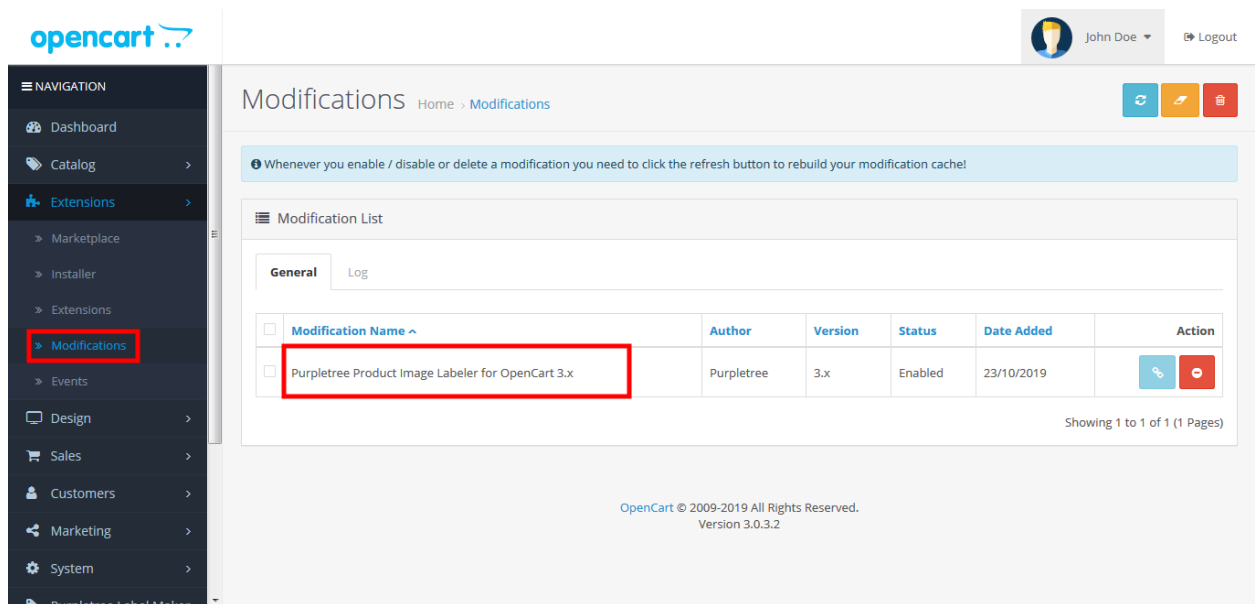 opencart
John Doe
Logout
NAVIGATION
Dashboard
Catalog
Extensions
Marketplace
Installer
Extensions
Modifications
Events
Design
Sales
Customers
Marketing
System
Purpletree Label Maker
Modifications
Home › Modifications
Whenever you enable / disable or delete a modification you need to click the refresh button to rebuild your modification cache!
Modification List
General Log
Modification Name Author Version Status Date Added Action
Purpletree Product Image Labeler for OpenCart 3.x Purpletree 3.x Enabled 23/10/2019
Showing 1 to 1 of 1 (1 Pages)
OpenCart © 2009-2019 All Rights Reserved.
Version 3.0.3.2